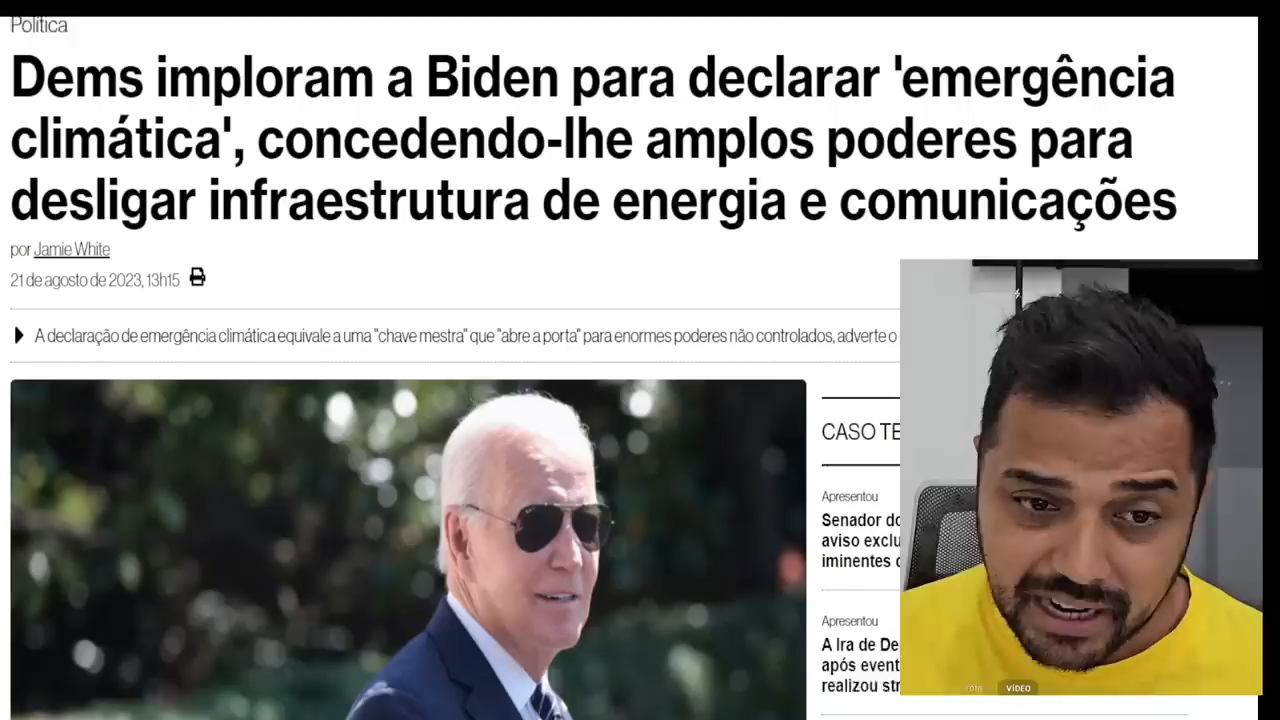 Política
Dems imploram a Biden para declarar 'emergência
climática', concedendo-lhe amplos poderes para
desligar infraestrutura de energia e comunicações
por Jamie White
21 de agosto de 2023, 13h15
A declaração de emergência climática equivale a uma "chave mestra" que "abre a porta" para enormes poderes não controlados, adverte o
CASO TE
Apresentou
Senador do
aviso exclu
iminentes
Apresentou
A Ira de De
após event
realizou str
VÍDEO